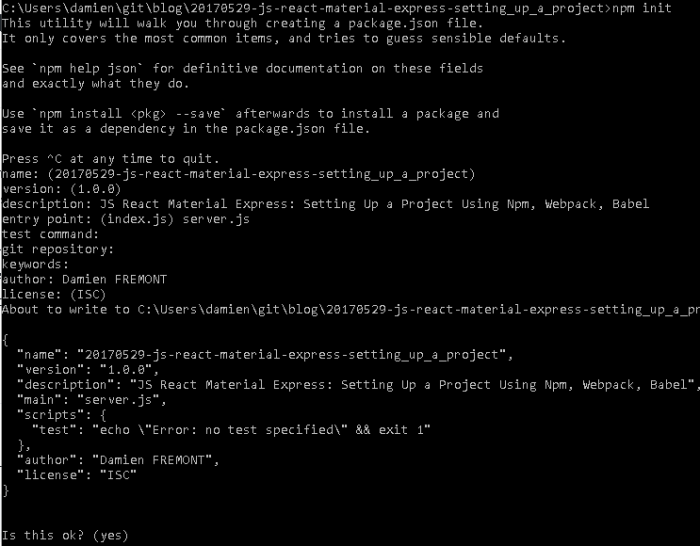 C:\Users\damien\git\blog\20170529-js-react-material-express-setting_up_a_project>npm init
This utility will walk you through creating a package.json file.
It only covers the most common items, and tries to guess sensible defaults.
See `npm help json` for definitive documentation on these fields
and exactly what they do.
Use `npm install <pkg> --save` afterwards to install a package and
save it as a dependency in the package.json file.
Press ^C at any time to quit.
name: (20170529-js-react-material-express-setting_up_a_project)
version: (1.0.0)
description: JS React Material Express: Setting Up a Project Using Npm, Webpack, Babel
entry point: (index.js) server.js
test command:
git repository:
keywords:
author: Damien FREMONT
license: (ISC)
About to write to C:\Users\damien\git\blog\20170529-js-react-material-express-setting_up_a_pr
{
  "name": "20170529-js-react-material-express-setting_up_a_project",
  "version": "1.0.0",
  "description": "JS React Material Express: Setting Up a Project Using Npm, Webpack, Babel",
  "main": "server.js",
  "scripts": {
    "test": "echo \"Error: no test specified\" && exit 1"
  },
  "author": "Damien FREMONT",
  "license": "ISC"
}
Is this ok? (yes)